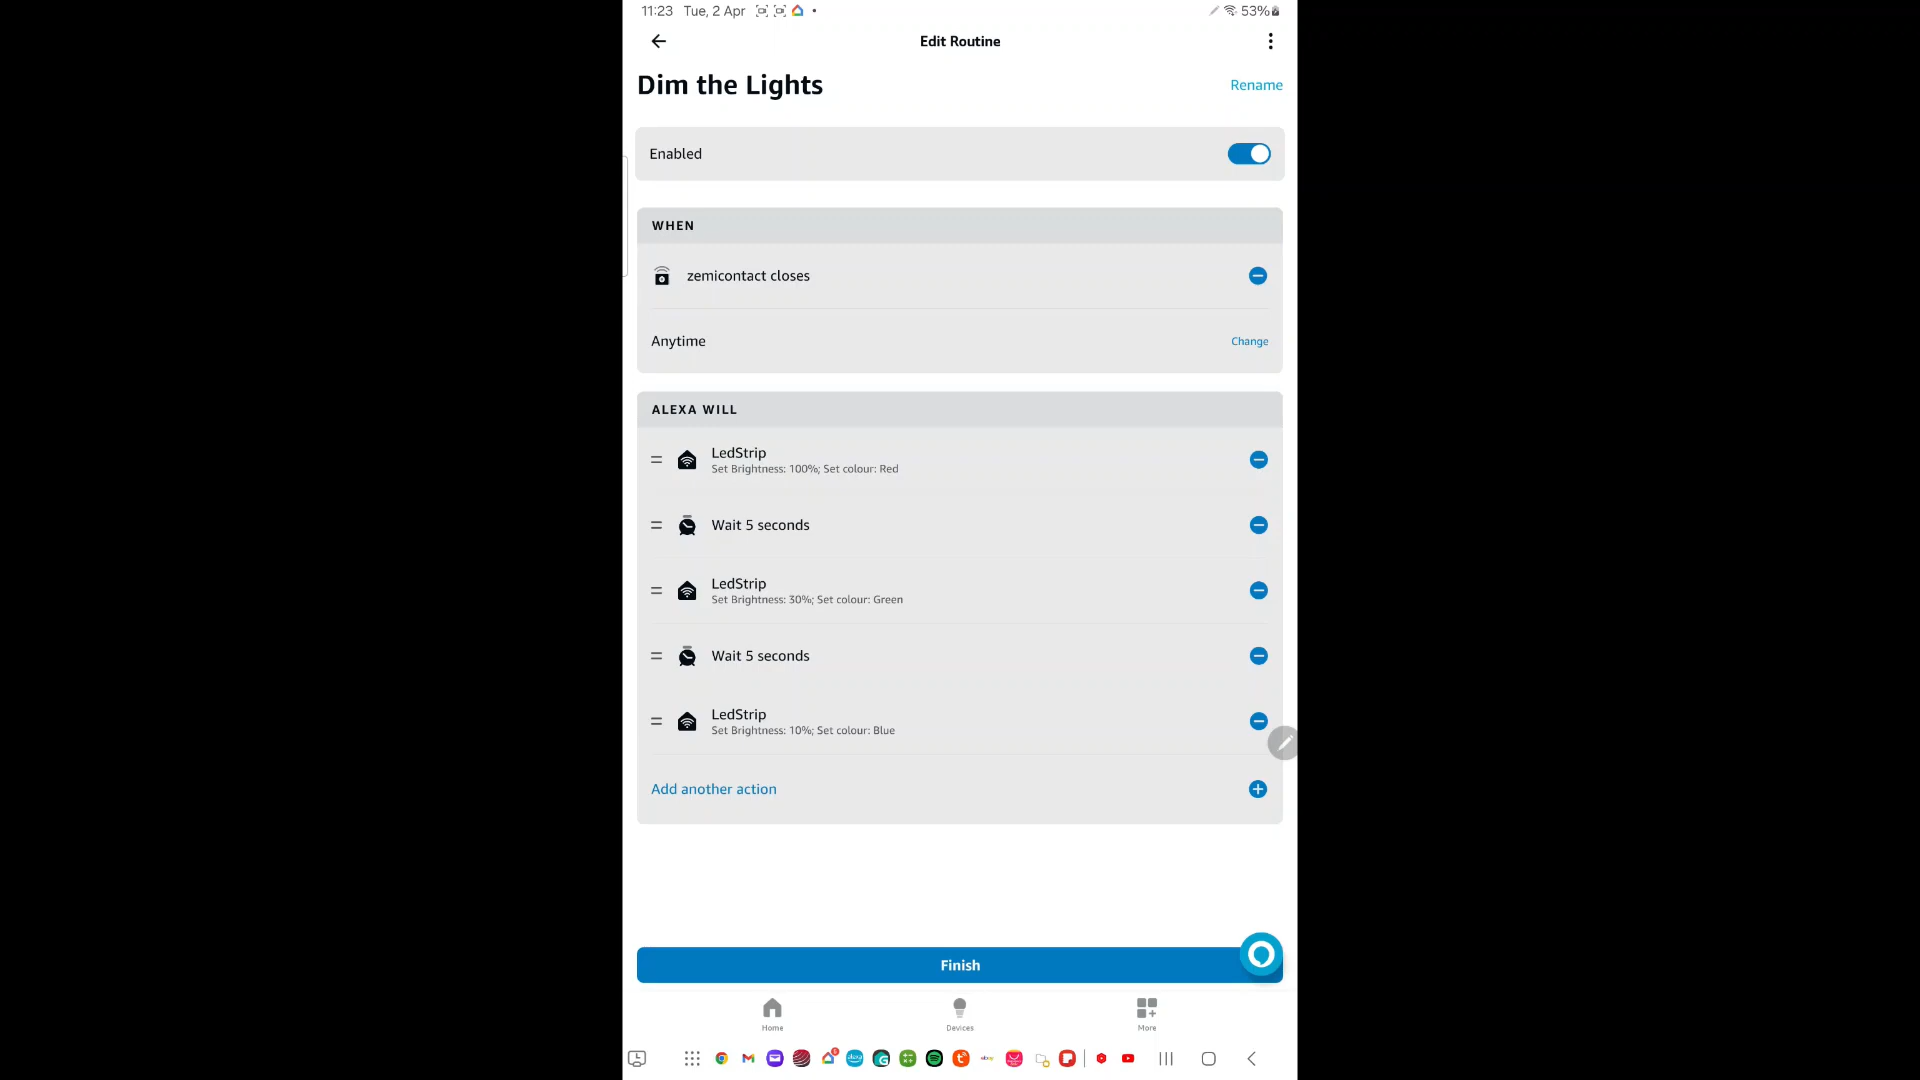 11:23 Tue, 2 Apr
53%
Edit Routine
Dim the Lights
Rename
Enabled
WHEN
zemicontact closes
Anytime
Change
ALEXA WILL
LedStrip
Set Brightness: 100%; Set colour: Red
Wait 5 seconds
LedStrip
Set Brightness: 30%; Set colour: Green
Wait 5 seconds
LedStrip
Set Brightness: 10%; Set colour: Blue
Add another action
Finish
Home
Devices
More
alexa
ebay